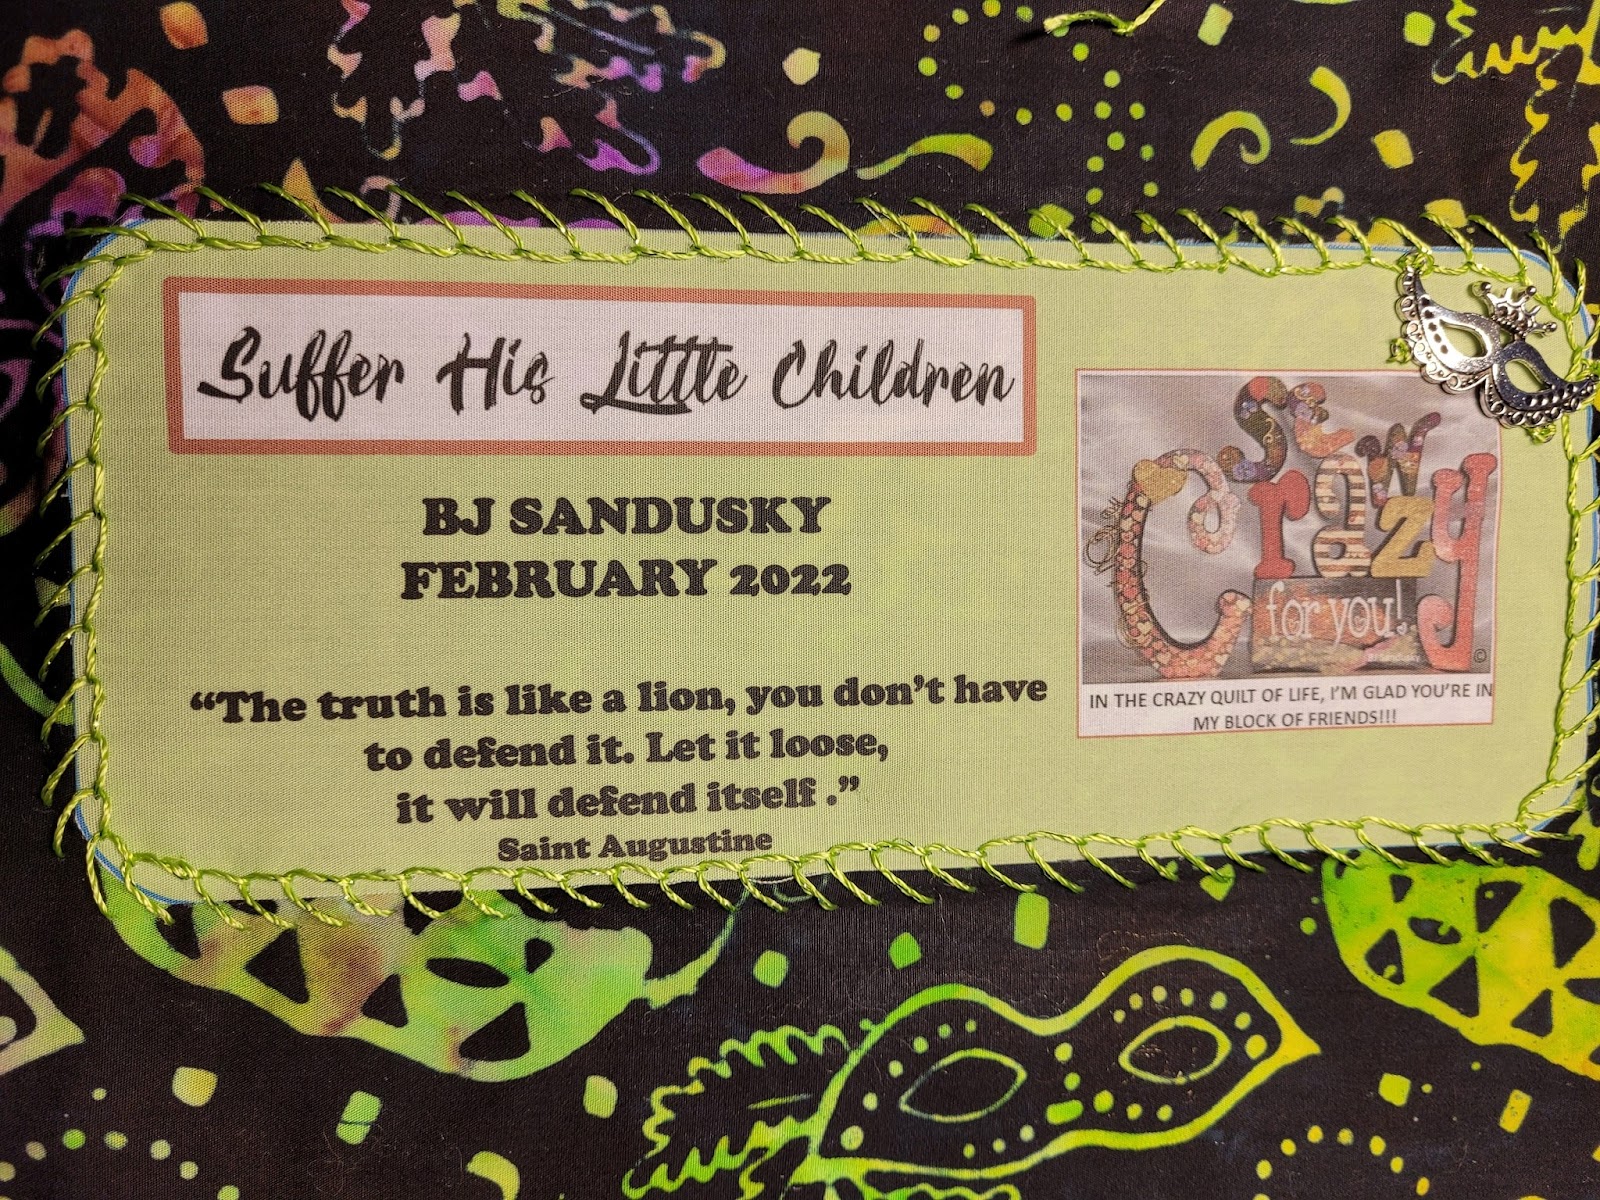 Suffer His Little Children
BJ SANDUSKY
FEBRUARY 2022
“The truth is like a lion, you don’t have
to defend it. Let it loose,
it will defend itself .”
Saint Augustine
Sew
Crazy
for you!
©
IN THE CRAZY QUILT OF LIFE, I’M GLAD YOU’RE IN
MY BLOCK OF FRIENDS!!!